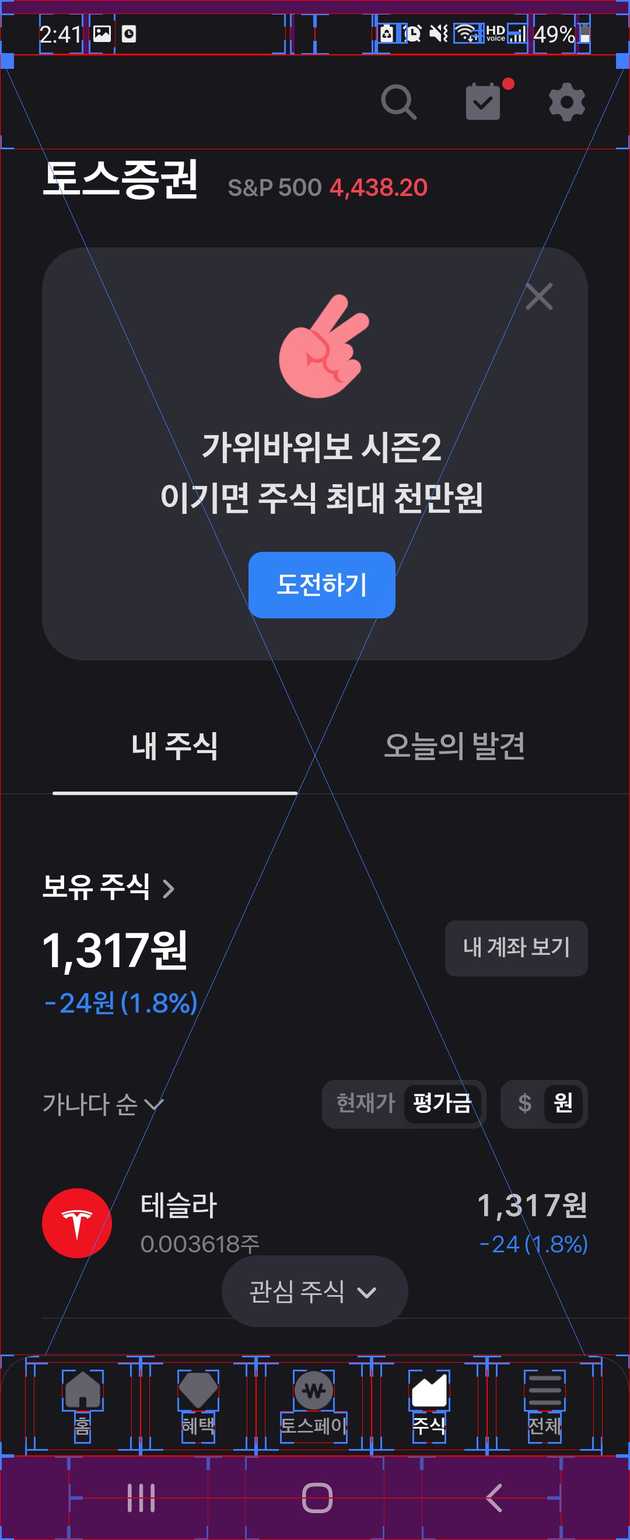 2:41 HD voice 49%
토스증권 S&P 500 4,438.20
가위바위보 시즌2
이기면 주식 최대 천만원
도전하기
내 주식 오늘의 발견
보유 주식
1,317원 내 계좌 보기
-24원 (1.8%)
가나다 순 현재가 평가금 $ 원
테슬라 1,317원
0.003618주 -24 (1.8%)
관심 주식
홈 혜택 토스페이 주식 전체